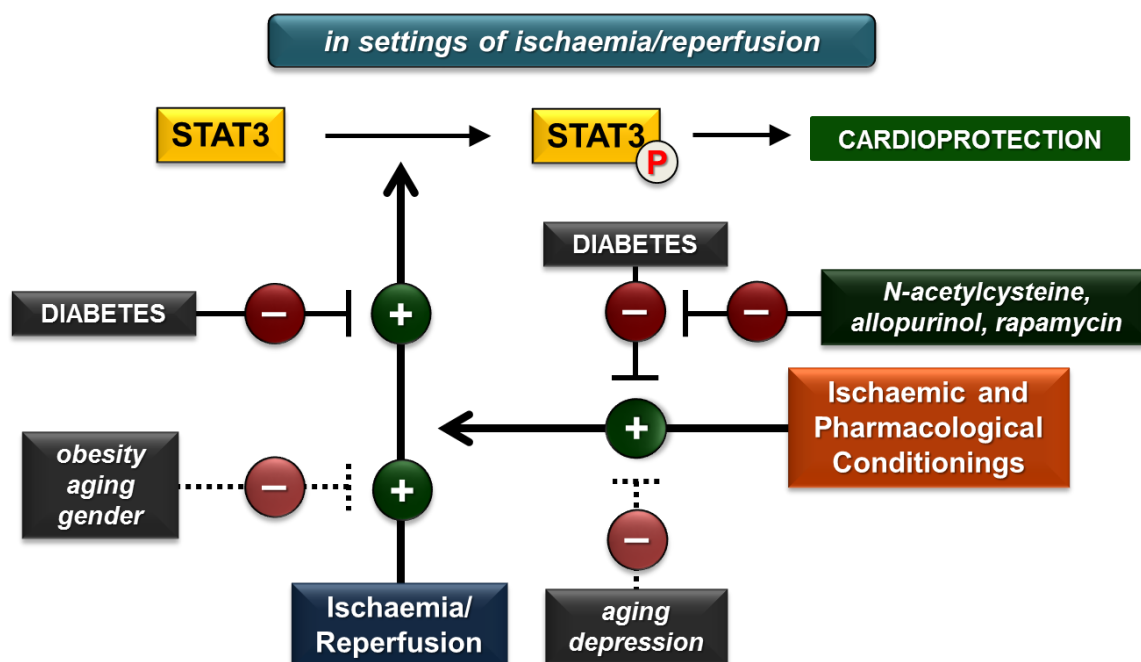 in settings of ischaemia/reperfusion
STAT3
STAT3
P
CARDIOPROTECTION
DIABETES
DIABETES
−
+
−
−
N-acetylcysteine,
allopurinol, rapamycin
Ischaemic and
Pharmacological
Conditionings
+
obesity
aging
gender
−
+
−
Ischaemia/
Reperfusion
aging
depression